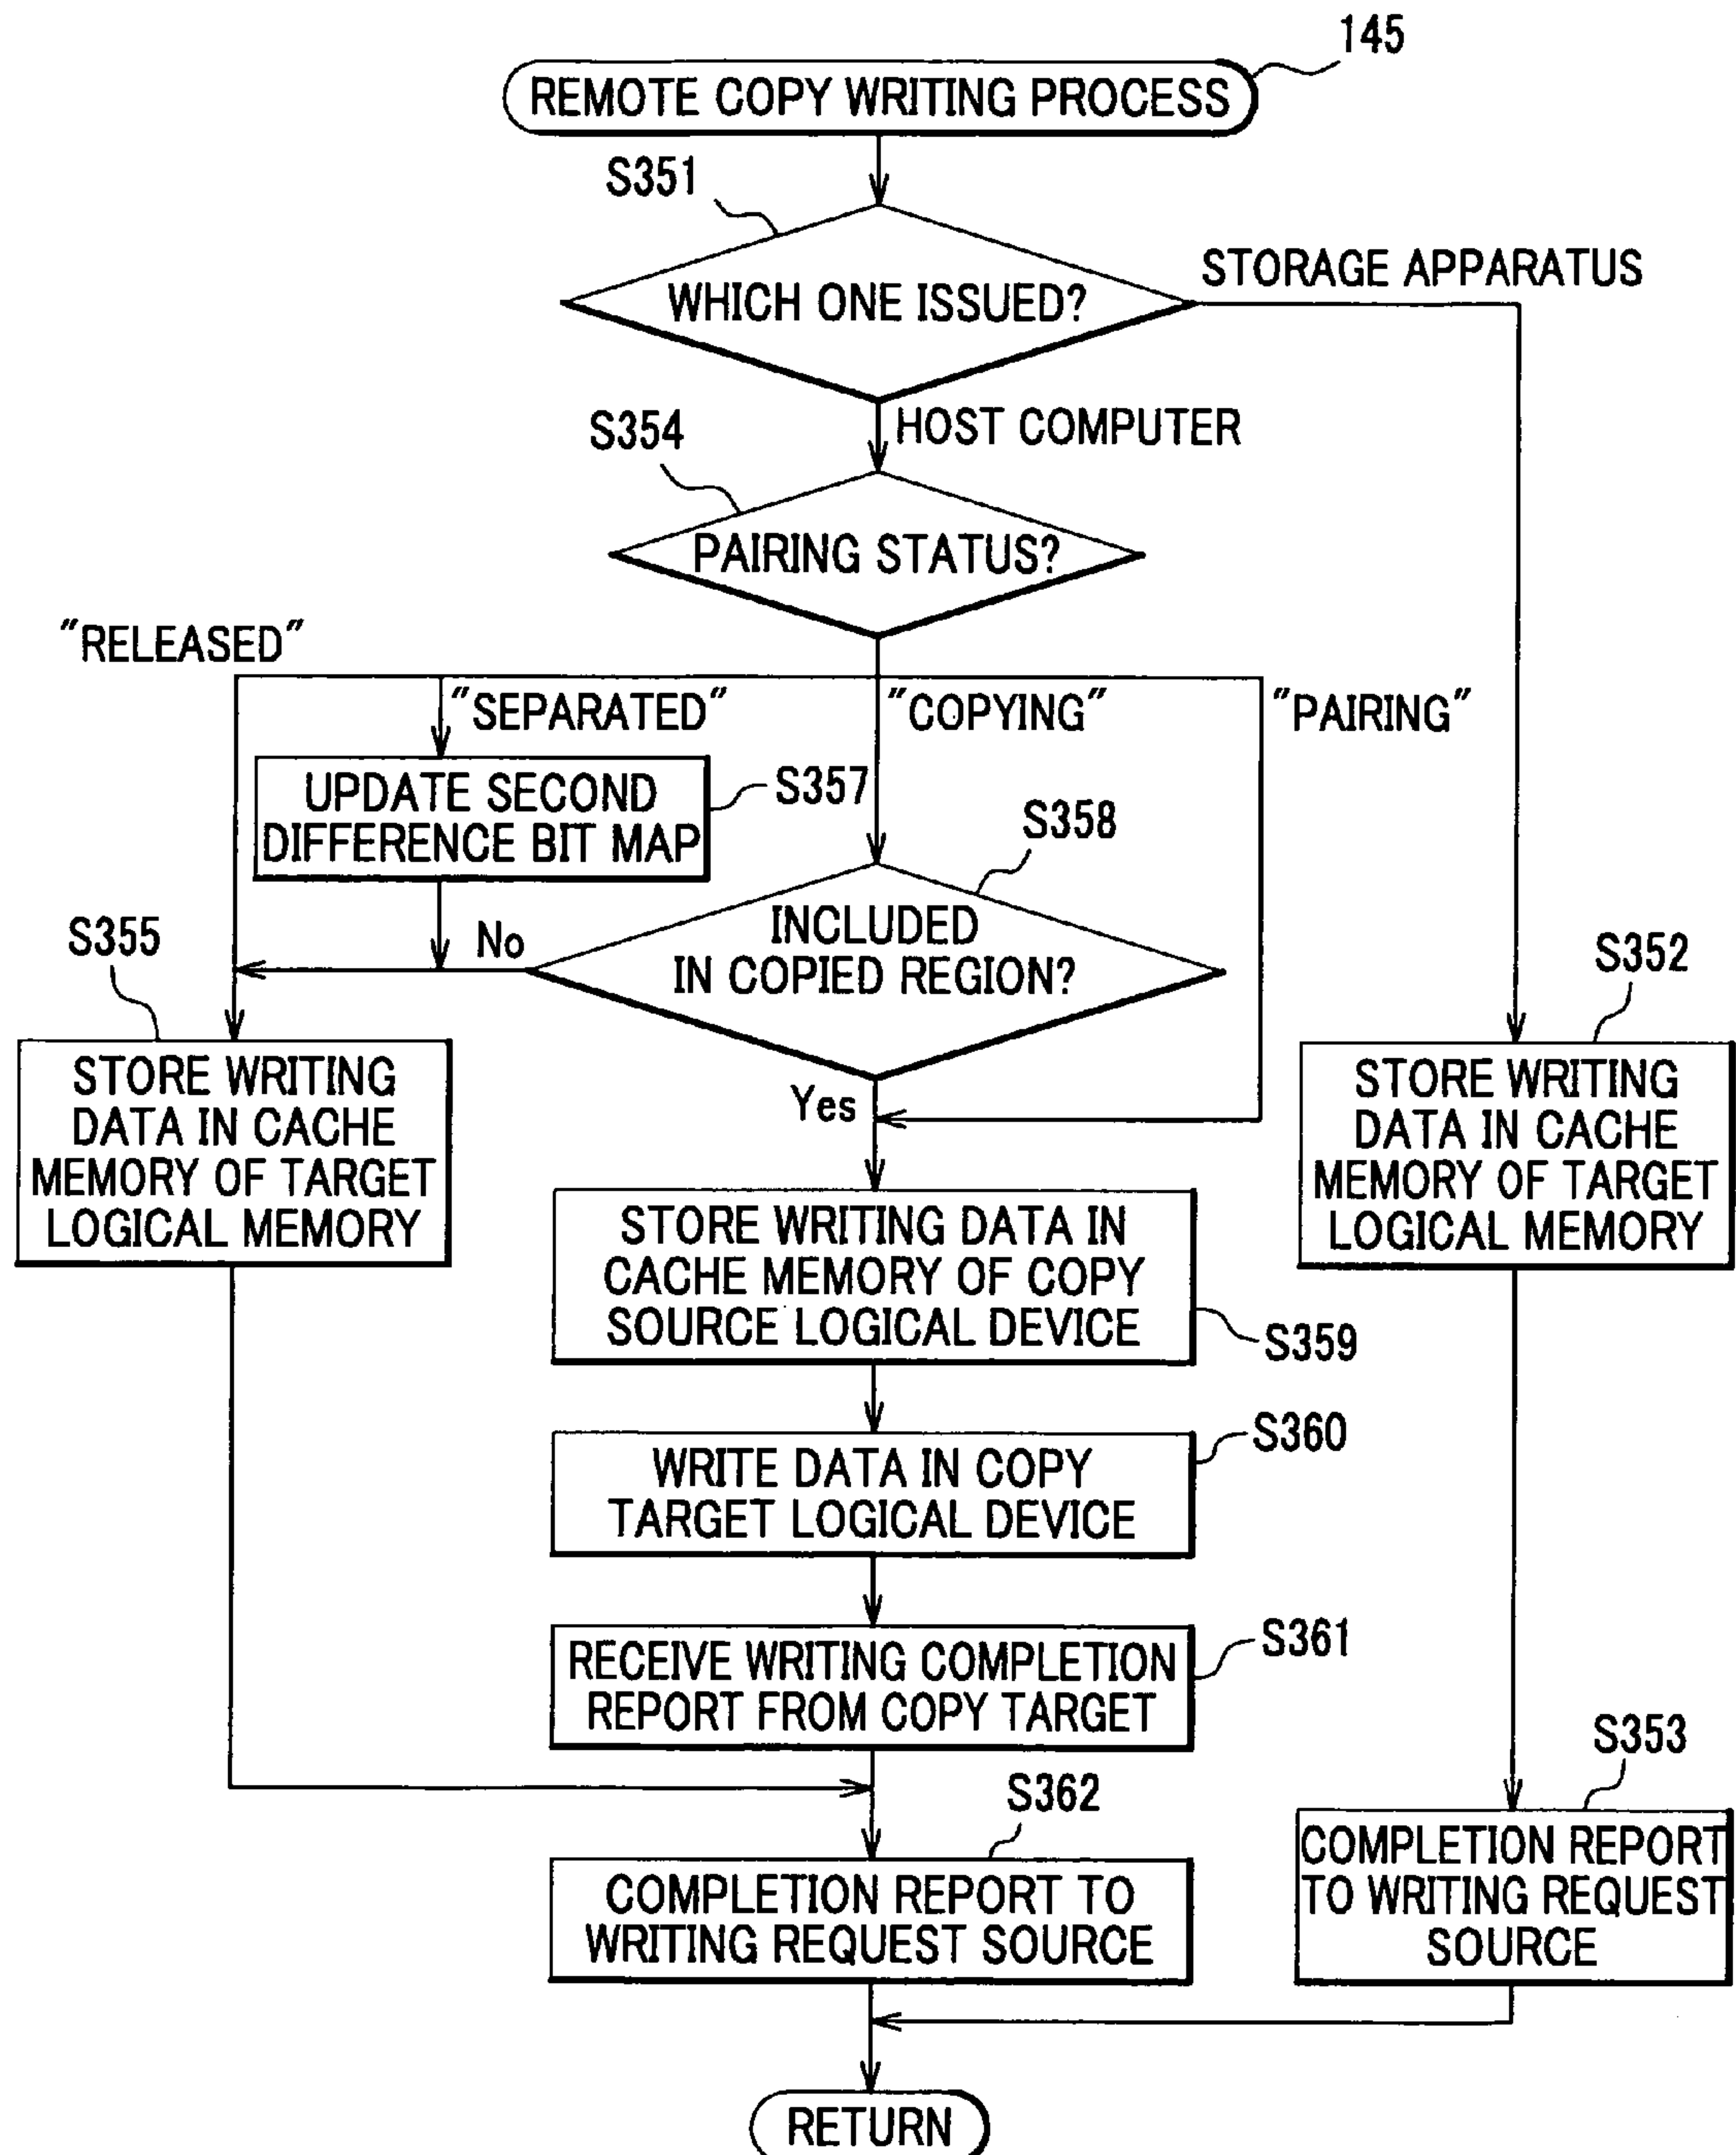 145
REMOTE COPY WRITING PROCESS
S351
WHICH ONE ISSUED?
STORAGE APPARATUS
HOST COMPUTER
S354
PAIRING STATUS?
"RELEASED"
"SEPARATED"
"COPYING"
"PAIRING"
UPDATE SECOND
DIFFERENCE BIT MAP
S357
S358
INCLUDED
IN COPIED REGION?
No
Yes
S355
STORE WRITING
DATA IN CACHE
MEMORY OF TARGET
LOGICAL MEMORY
S352
STORE WRITING
DATA IN CACHE
MEMORY OF TARGET
LOGICAL MEMORY
STORE WRITING DATA IN
CACHE MEMORY OF COPY
SOURCE LOGICAL DEVICE
S359
WRITE DATA IN COPY
TARGET LOGICAL DEVICE
S360
RECEIVE WRITING COMPLETION
REPORT FROM COPY TARGET
S361
S362
COMPLETION REPORT TO
WRITING REQUEST SOURCE
S353
COMPLETION REPORT
TO WRITING REQUEST
SOURCE
RETURN